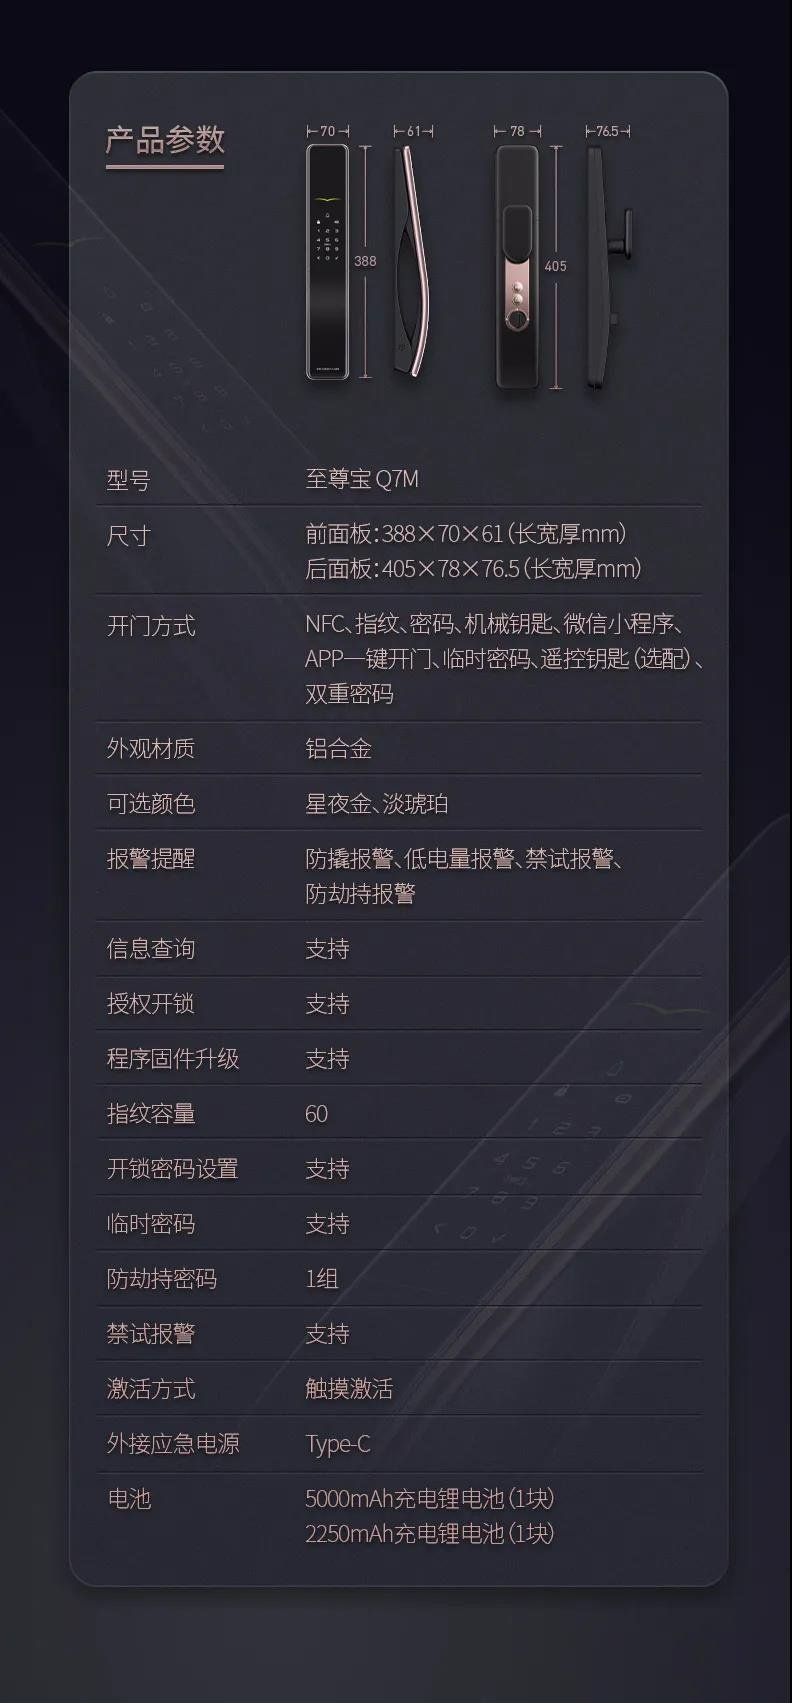 产品参数
70
61
78
76.5
388
405
型号 至尊宝 Q7M
尺寸 前面板：388×70×61（长宽厚mm）
后面板：405×78×76.5（长宽厚mm）
开门方式 NFC、指纹、密码、机械钥匙、微信小程序、
APP一键开门、临时密码、遥控钥匙（选配）、
双重密码
外观材质 铝合金
可选颜色 星夜金、淡琥珀
报警提醒 防撬报警、低电量报警、禁试报警、
防劫持报警
信息查询 支持
授权开锁 支持
程序固件升级 支持
指纹容量 60
开锁密码设置 支持
临时密码 支持
防劫持密码 1组
禁试报警 支持
激活方式 触摸激活
外接应急电源 Type-C
电池 5000mAh充电锂电池（1块）
2250mAh充电锂电池（1块）